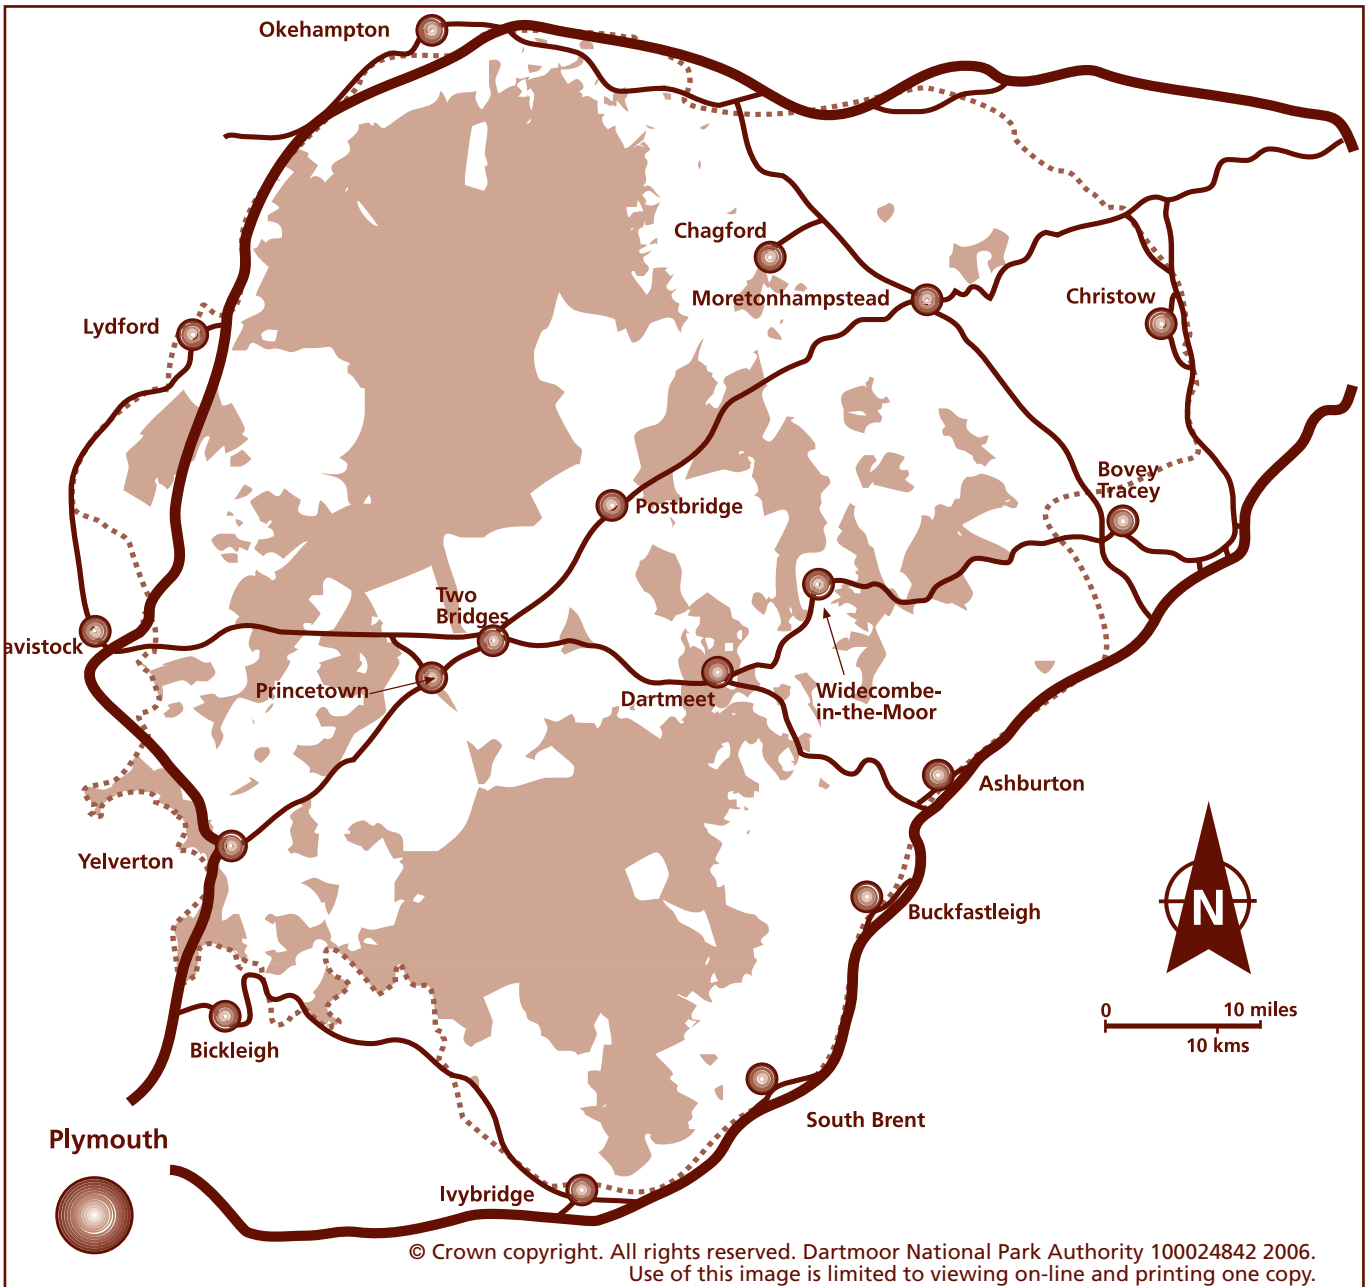 Okehampton
Chagford
Moretonhampstead
Christow
Lydford
Bovey
Tracey
Postbridge
Two
Bridges
avistock
Princetown
Dartmeet
Widecombe-
in-the-Moor
Ashburton
Yelverton
Buckfastleigh
N
0 10 miles
10 kms
Bickleigh
South Brent
Plymouth
Ivybridge
© Crown copyright. All rights reserved. Dartmoor National Park Authority 100024842 2006.
Use of this image is limited to viewing on-line and printing one copy.